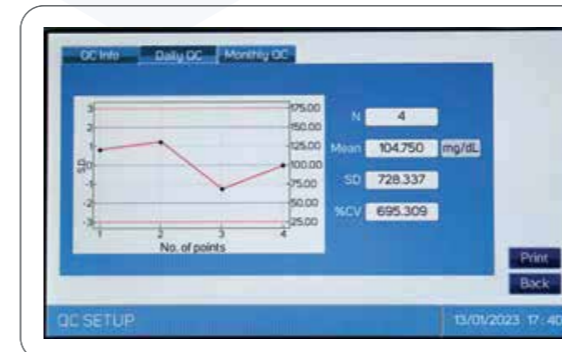 QC Info Daily QC Monthly QC
3 175.00
2 150.00
1 125.00
0 100.00
-1 75.00
-2 50.00
-3 25.00
S.D.
1 2 3 4
No. of points
N 4
Mean 104.750 mg/dL
SD 728.337
%CV 695.309
Print
Back
QC SETUP 13/01/2023 17:40